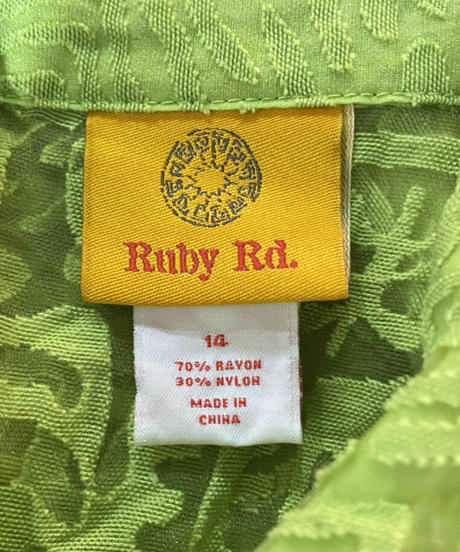 Ruby Rd.
14
70% RAYON
30% NYLON
MADE IN
CHINA